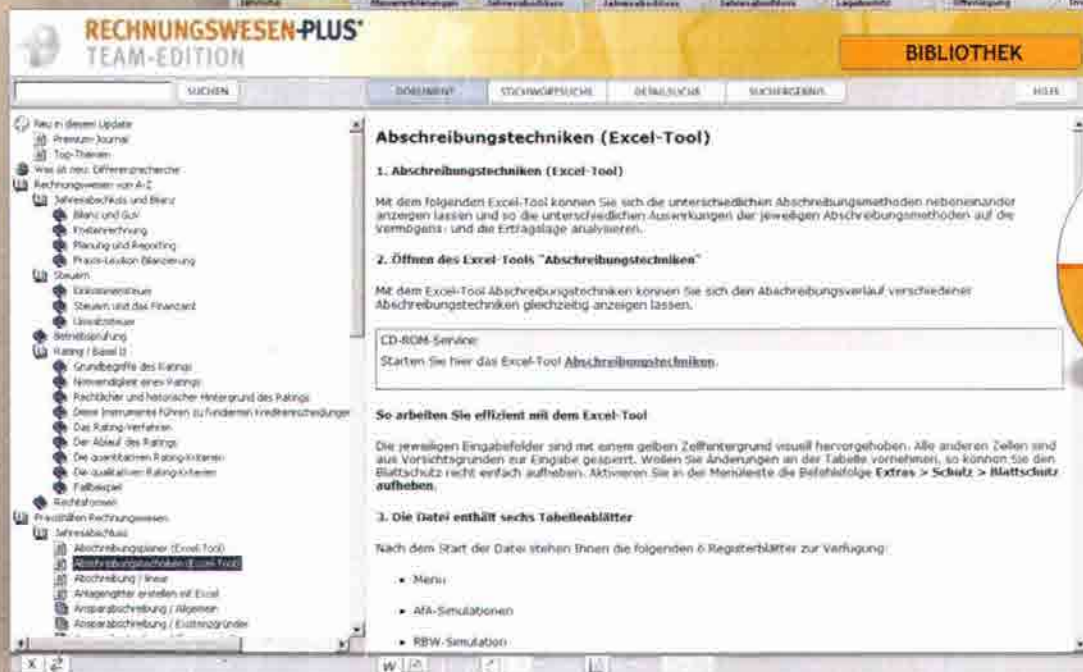 RECHNUNGSWESEN-PLUS
TEAM-EDITION
BIBLIOTHEK
SUCHEN
DOKUMENT
STICHWORTSUCHE
DETAILSUCHE
SUCHERGEBNIS
HILFE
Neu in diesem Update
Premium-Journal
Top-Themen
Was ist neu: Differenzrecherche
Rechnungswesen von A-Z
Jahresabschluss und Bilanz
Bilanz und GuV
Kostenrechnung
Planung und Reporting
Praxis-Lexikon Bilanzierung
Steuern
Einkommensteuer
Steuern und das Finanzamt
Umsatzsteuer
Betriebsprüfung
Rating / Basel II
Grundbegriffe des Ratings
Notwendigkeit eines Ratings
Rechtlicher und historischer Hintergrund des Ratings
Diese Instrumente führen zu fundierten Kreditentscheidungen
Das Rating-Verfahren
Der Ablauf des Ratings
Die quantitativen Rating-Kriterien
Die qualitativen Rating-Kriterien
Fallbeispiel
Rechtsformen
Praxishilfen Rechnungswesen
Jahresabschluss
Abschreibungsplaner (Excel-Tool)
Abschreibungstechniken (Excel-Tool)
Abschreibung / linear
Anlagengitter erstellen mit Excel
Ansparabschreibung / Allgemein
Ansparabschreibung / Existenzgründer
Abschreibungstechniken (Excel-Tool)
1. Abschreibungstechniken (Excel-Tool)
Mit dem folgenden Excel-Tool können Sie sich die unterschiedlichen Abschreibungsmethoden nebeneinander
anzeigen lassen und so die unterschiedlichen Auswirkungen der jeweiligen Abschreibungsmethoden auf die
Vermögens- und die Ertragslage analysieren.
2. Öffnen des Excel-Tools "Abschreibungstechniken"
Mit dem Excel-Tool Abschreibungstechniken können Sie sich den Abschreibungsverlauf verschiedener
Abschreibungstechniken gleichzeitig anzeigen lassen.
CD-ROM-Service:
Starten Sie hier das Excel-Tool Abschreibungstechniken.
So arbeiten Sie effizient mit dem Excel-Tool
Die jeweiligen Eingabefelder sind mit einem gelben Zellhintergrund visuell hervorgehoben. Alle anderen Zellen sind
aus Vorsichtsgründen zur Eingabe gesperrt. Wollen Sie Änderungen an der Tabelle vornehmen, so können Sie den
Blattschutz recht einfach aufheben. Aktivieren Sie in der Menüleiste die Befehlsfolge Extras > Schutz > Blattschutz
aufheben.
3. Die Datei enthält sechs Tabellenblätter
Nach dem Start der Datei stehen Ihnen die folgenden 6 Registerblätter zur Verfügung:
• Menü
• AfA-Simulationen
• RBW-Simulation